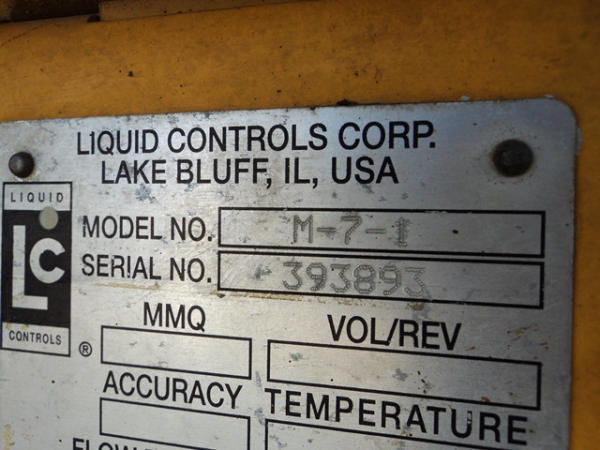 LIQUID CONTROLS CORP.
LAKE BLUFF, IL, USA
LIQUID
LC
CONTROLS
®
MODEL NO. M-7-1
SERIAL NO. 393893
MMQ VOL/REV
ACCURACY TEMPERATURE